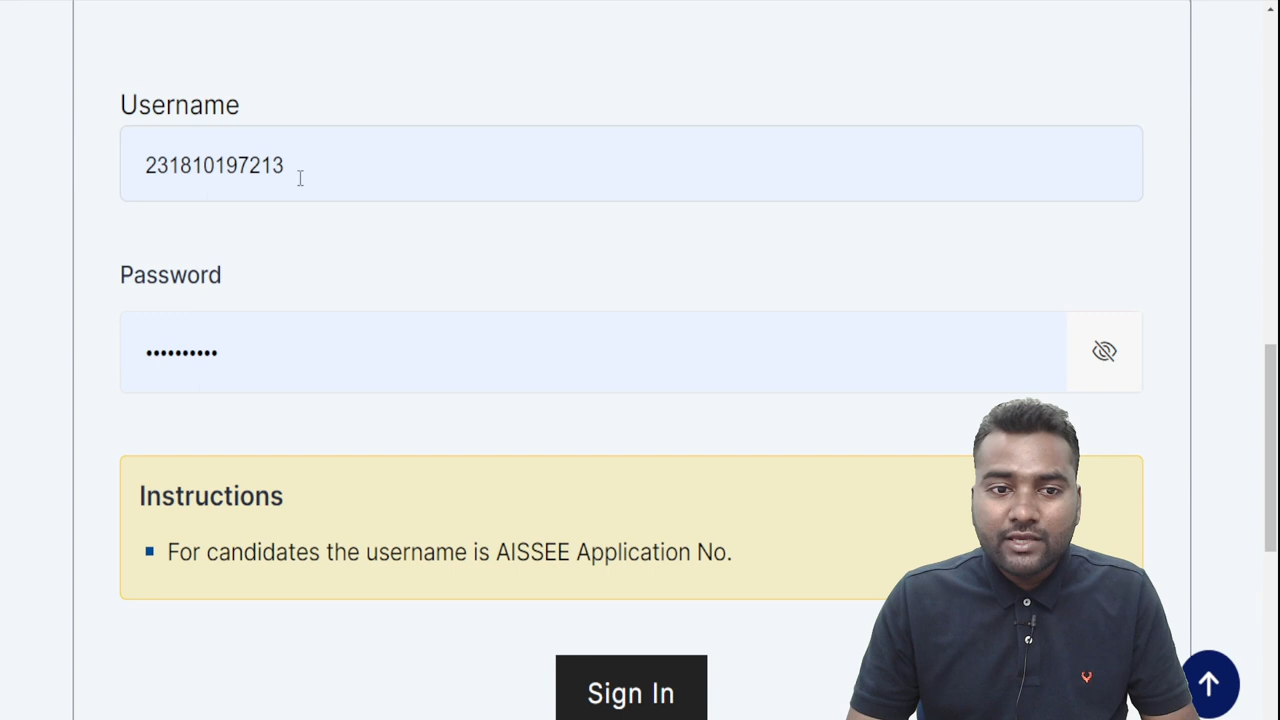 Username
231810197213
Password
••••••••••
Instructions
▪ For candidates the username is AISSEE Application No.
Sign In